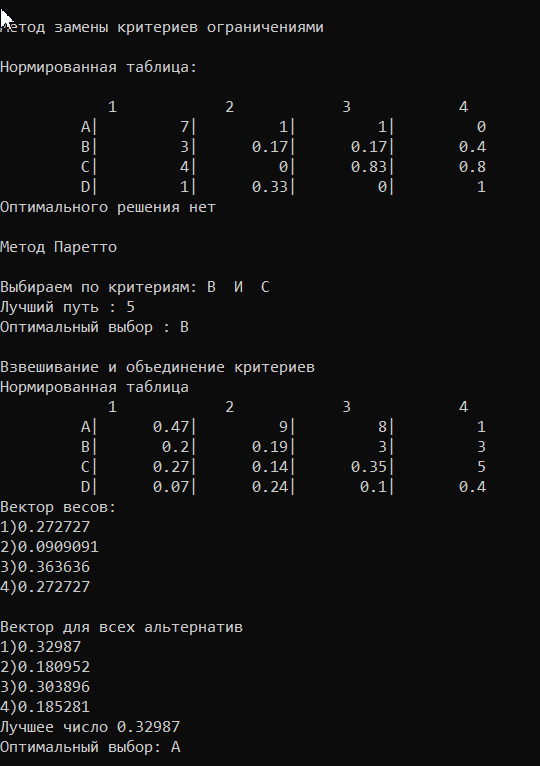 Метод замены критериев ограничениями
Нормированная таблица:
1 2 3 4
A| 7| 1| 1| 0
B| 3| 0.17| 0.17| 0.4
C| 4| 0| 0.83| 0.8
D| 1| 0.33| 0| 1
Оптимального решения нет
Метод Паретто
Выбираем по критериям: B И C
Лучший путь : 5
Оптимальный выбор : B
Взвешивание и объединение критериев
Нормированная таблица
1 2 3 4
A| 0.47| 9| 8| 1
B| 0.2| 0.19| 3| 3
C| 0.27| 0.14| 0.35| 5
D| 0.07| 0.24| 0.1| 0.4
Вектор весов:
1)0.272727
2)0.0909091
3)0.363636
4)0.272727
Вектор для всех альтернатив
1)0.32987
2)0.180952
3)0.303896
4)0.185281
Лучшее число 0.32987
Оптимальный выбор: A